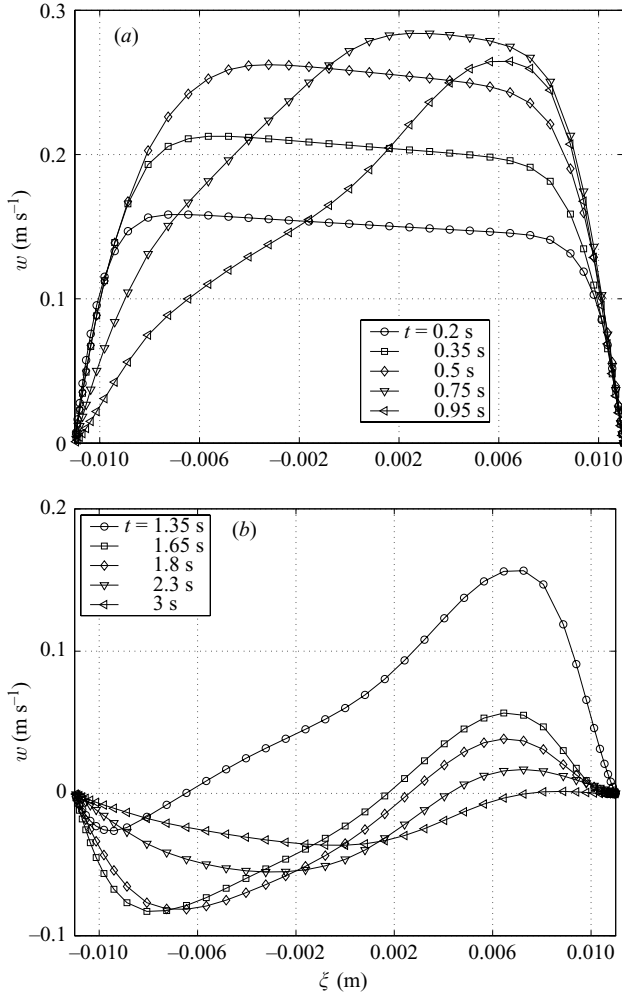 0.3
(a)
0.2
w (m s⁻¹)
0.1
t = 0.2 s
0.35 s
0.5 s
0.75 s
0.95 s
0
−0.010 −0.006 −0.002 0.002 0.006 0.010
0.2
t = 1.35 s
(b)
1.65 s
1.8 s
2.3 s
3 s
0.1
w (m s⁻¹)
0
−0.1
−0.010 −0.006 −0.002 0.002 0.006 0.010
ξ (m)